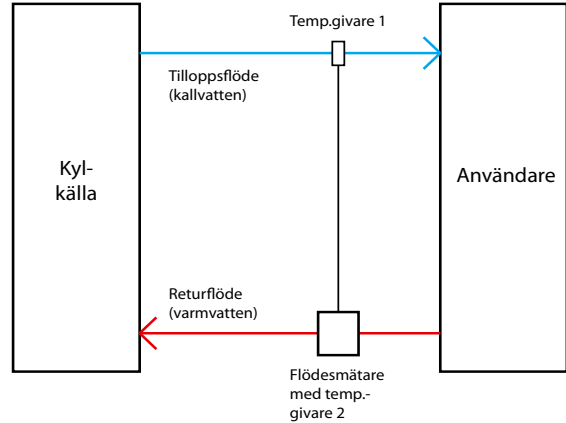 Temp.givare 1
Tilloppsflöde
(kallvatten)
Kyl-
källa
Användare
Returflöde
(varmvatten)
Flödesmätare
med temp.-
givare 2